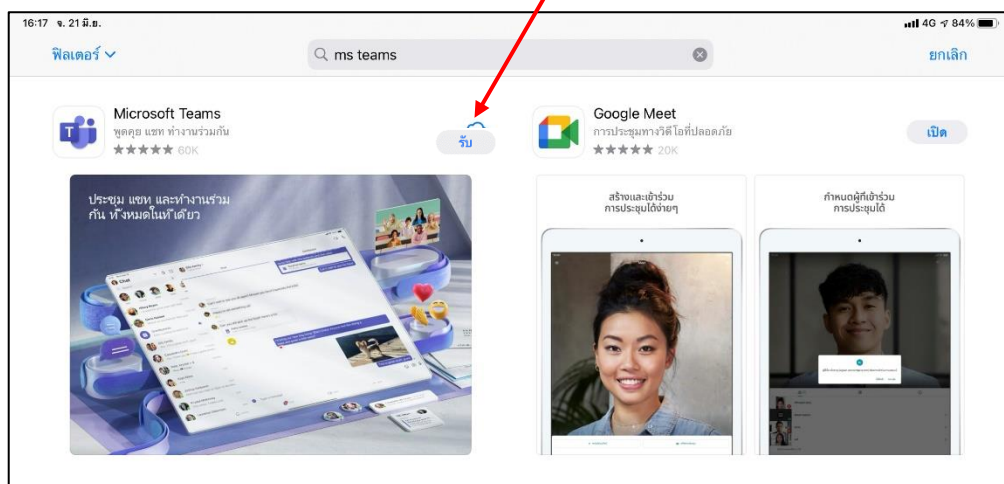 16:17 จ. 21 มิ.ย.
4G 84%
ฟิลเตอร์
ms teams
ยกเลิก
Microsoft Teams
พูดคุย แชท ทำงานร่วมกัน
60K
รับ
Google Meet
การประชุมทางวิดีโอที่ปลอดภัย
20K
เปิด
ประชุม แชท และทำงานร่วม
กัน ทั้งหมดในที่เดียว
Chat
สร้างและเข้าร่วม
การประชุมได้ง่ายๆ
กำหนดผู้ที่เข้าร่วม
การประชุมได้